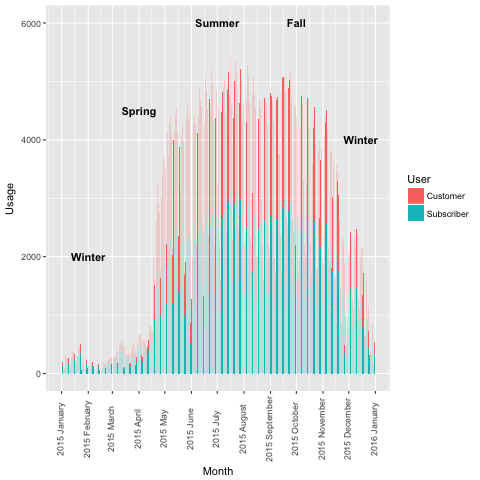 Summer
Fall
Spring
Winter
Winter
6000
4000
2000
0
Usage
User
Customer
Subscriber
2015 January
2015 February
2015 March
2015 April
2015 May
2015 June
2015 July
2015 August
2015 September
2015 October
2015 November
2015 December
2016 January
Month